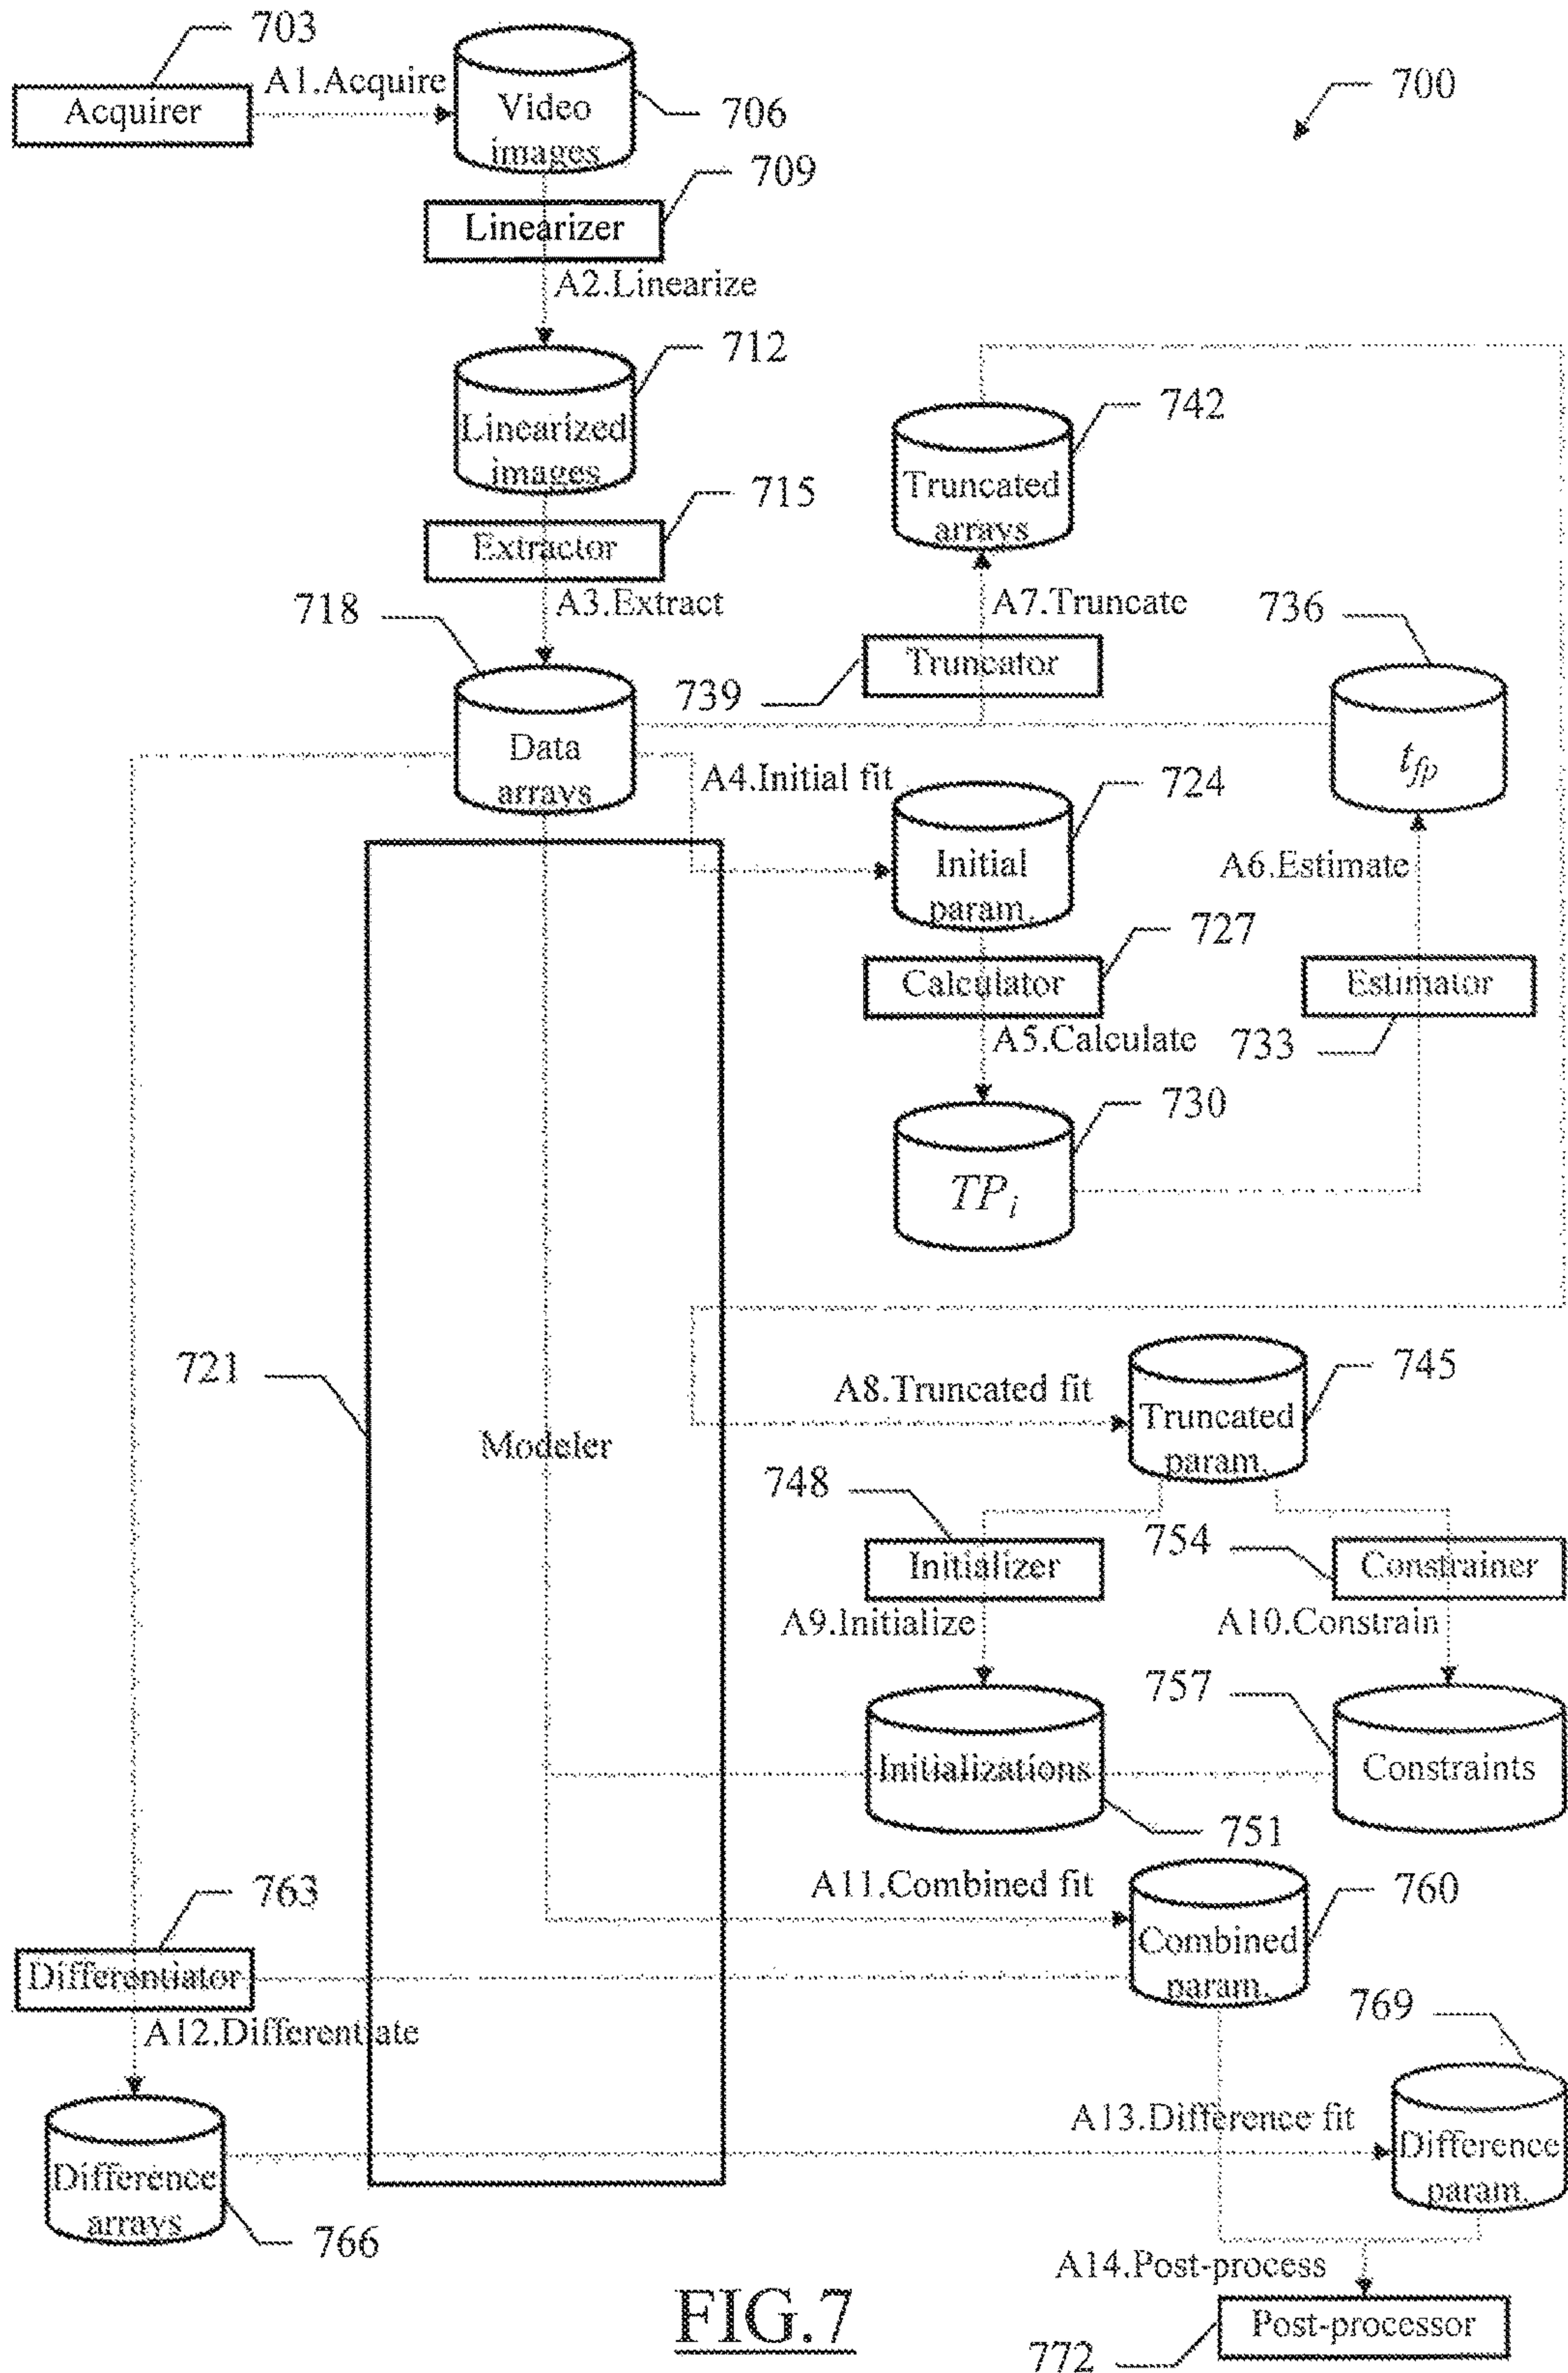 703
A1.Acquire
Acquirer
Video
images
706
700
709
Linearizer
A2.Linearize
712
Linearized
images
742
Truncated
arrays
715
Extractor
A3.Extract
718
A7.Truncate
736
Truncator
739
Data
arrays
t_fp
A4.Initial fit
724
Initial
param.
A6.Estimate
727
Calculator
Estimator
A5.Calculate
733
730
TP_i
721
745
A8.Truncated fit
Truncated
param.
Modeler
748
754
Initializer
Constrainer
A9.Initialize
A10.Constrain
757
Initializations
Constraints
751
763
A11.Combined fit
760
Combined
param.
Differentiator
A12.Differentiate
769
A13.Difference fit
Difference
param.
Difference
arrays
766
A14.Post-process
FIG.7
Post-processor
772